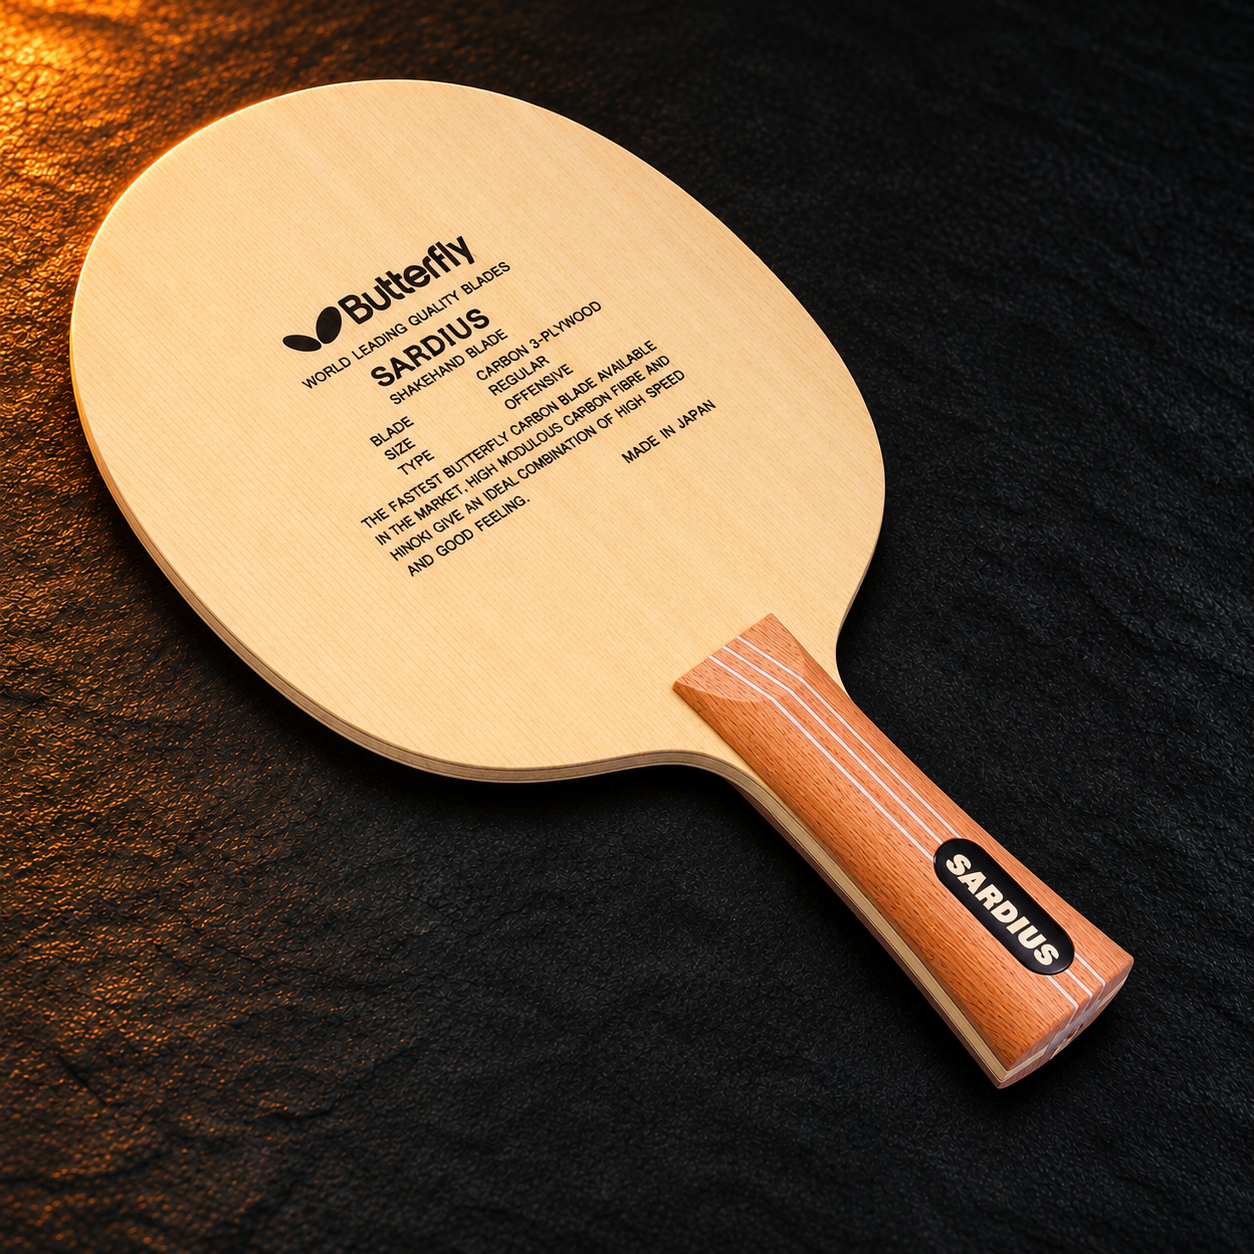 Butterfly
WORLD LEADING QUALITY BLADES
SARDIUS
SHAKEHAND BLADE
BLADE CARBON 3-PLYWOOD
SIZE REGULAR
TYPE OFFENSIVE
THE FASTEST BUTTERFLY CARBON BLADE AVAILABLE
IN THE MARKET, HIGH MODULOUS CARBON FIBRE AND
HINOKI GIVE AN IDEAL COMBINATION OF HIGH SPEED
AND GOOD FEELING.
MADE IN JAPAN
SARDIUS